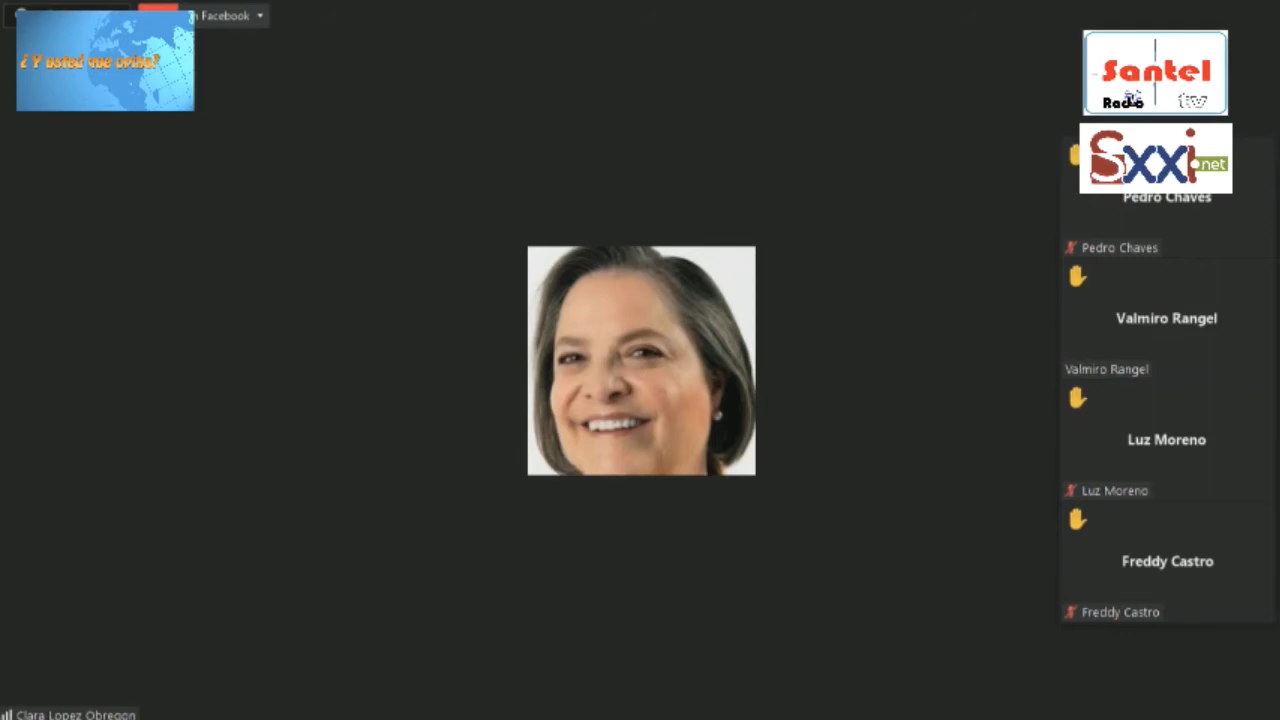 n Facebook
¿Y usted que opina?
Santel
Radio tv
Sxxi.net
Pedro Chaves
Pedro Chaves
Valmiro Rangel
Valmiro Rangel
Luz Moreno
Luz Moreno
Freddy Castro
Freddy Castro
Clara Lopez Obregon